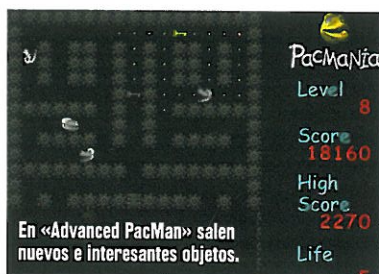 PACMANIA
Level
8
Score
18160
High
Score
2270
Life
En «Advanced PacMan» salen
nuevos e interesantes objetos.